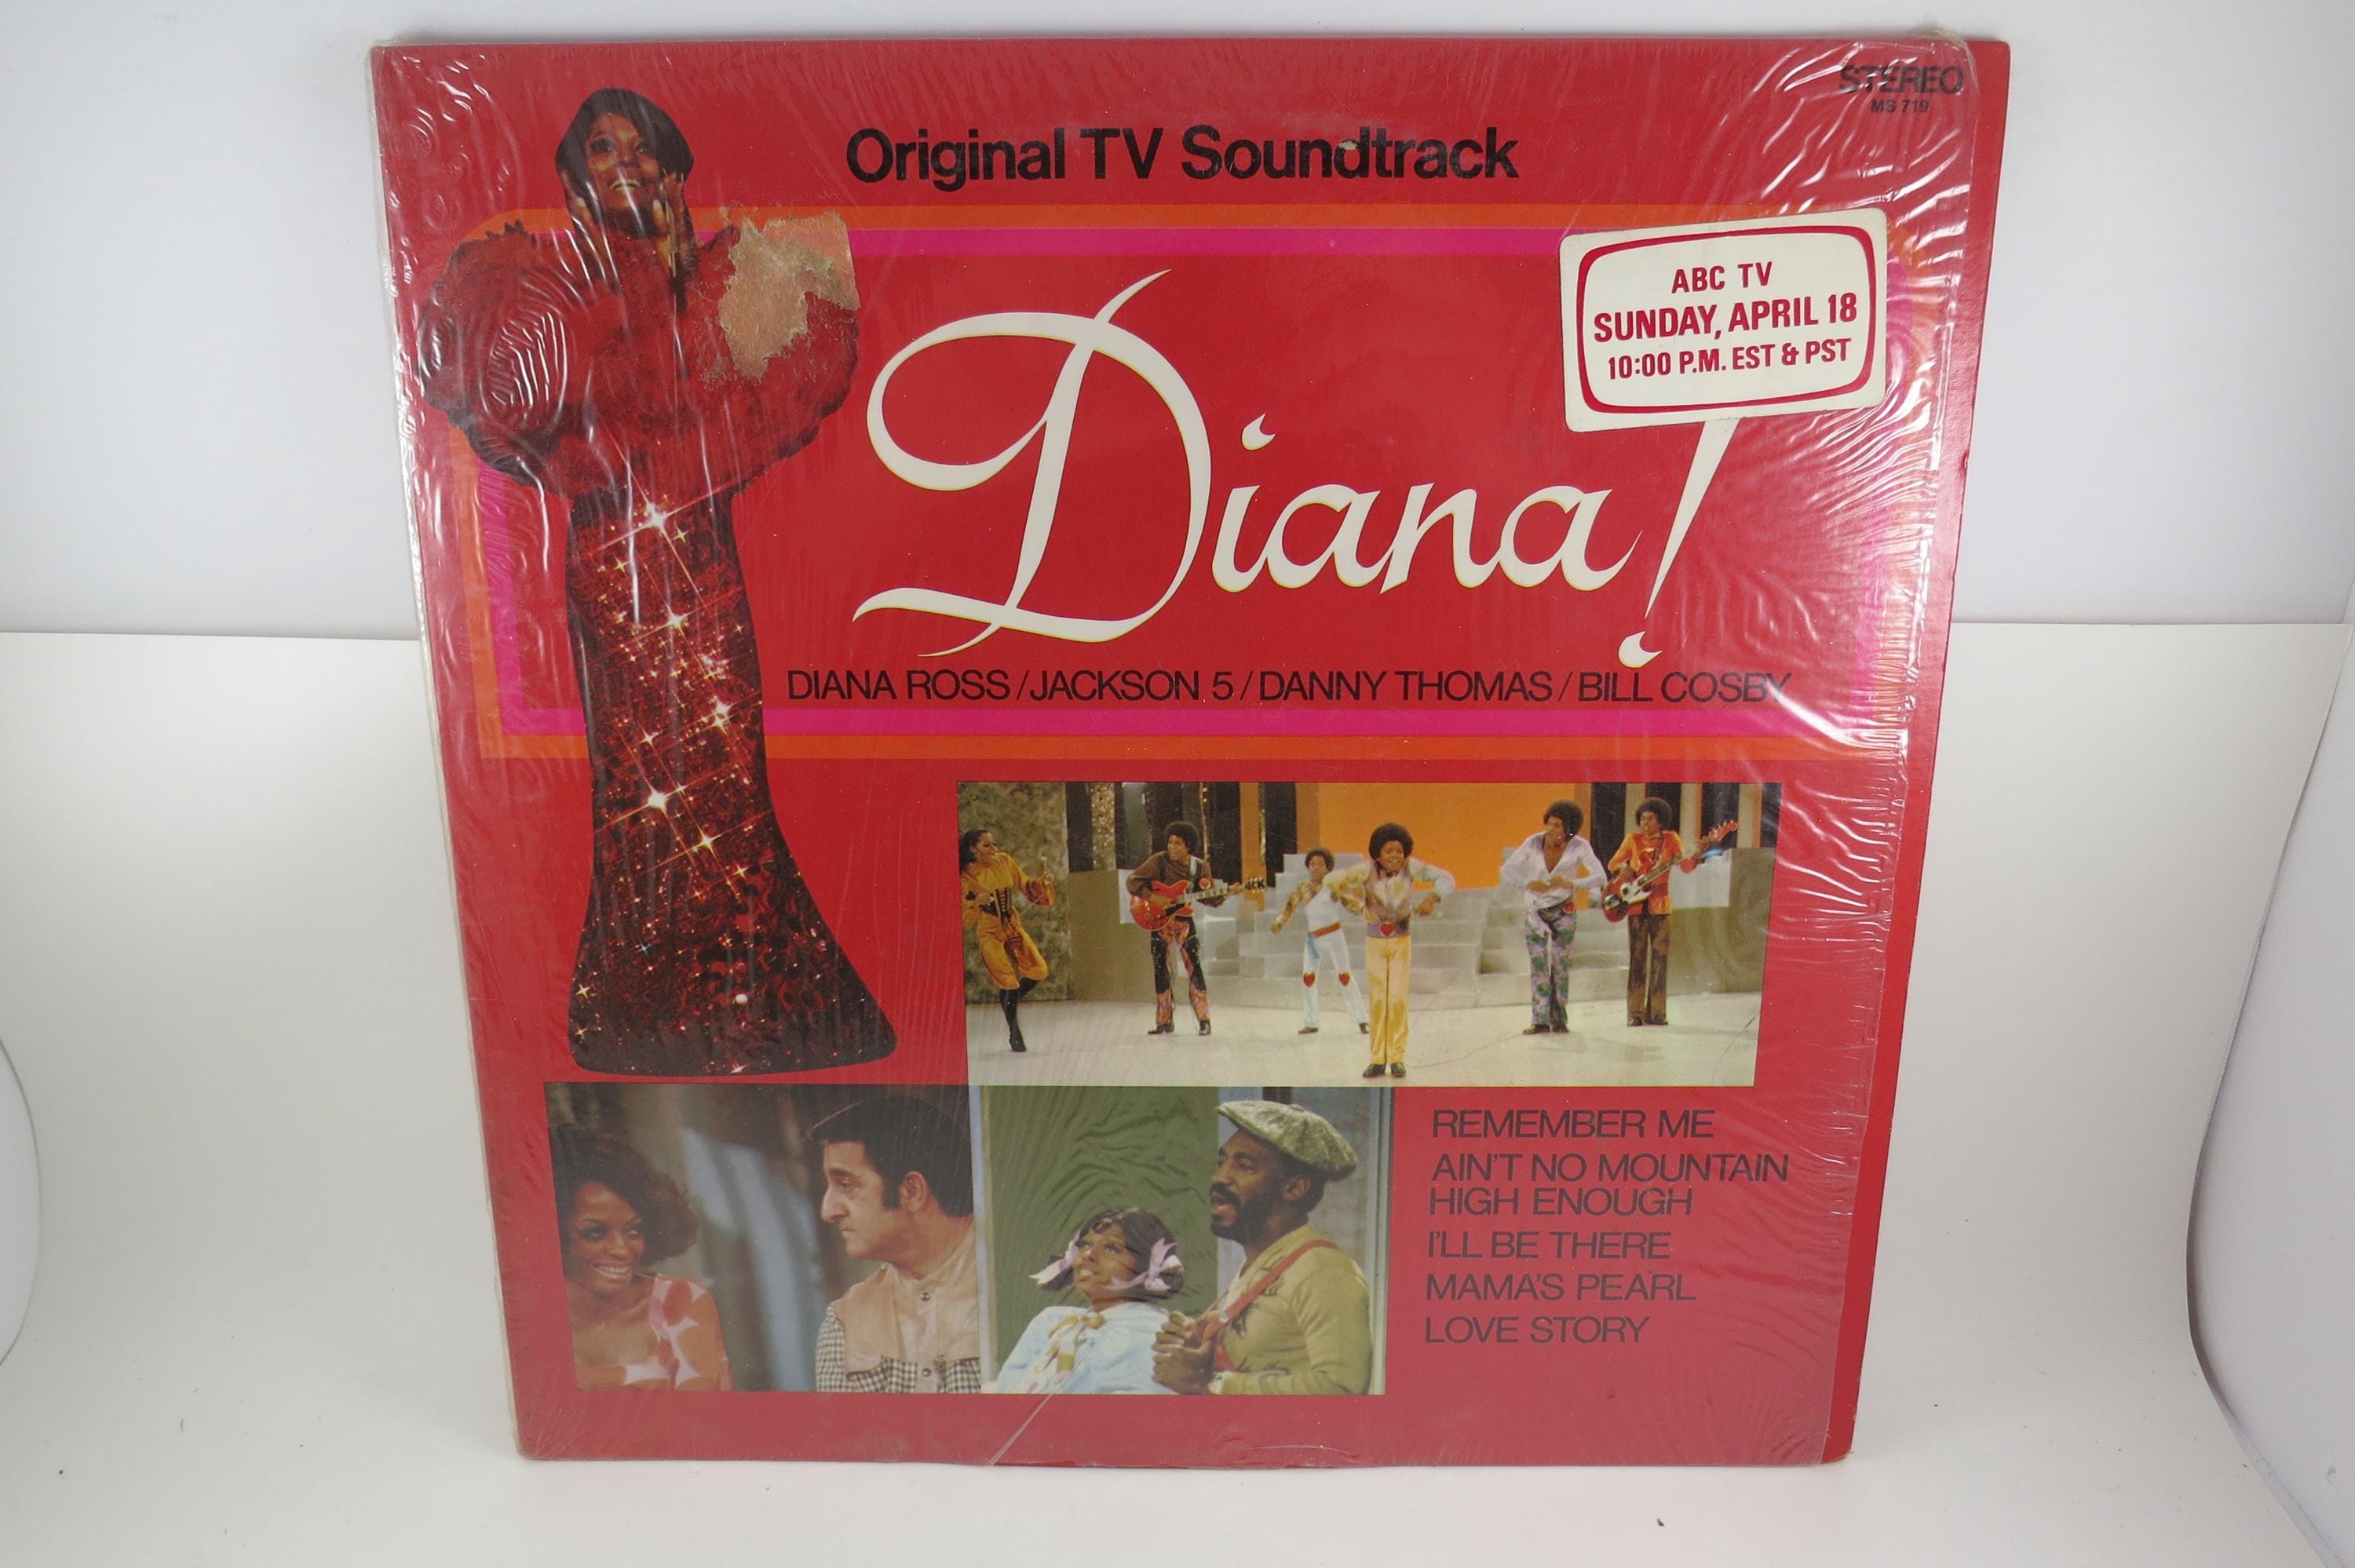 STEREO
MS 719
Original TV Soundtrack
ABC TV
SUNDAY, APRIL 18
10:00 P.M. EST & PST
Diana!
DIANA ROSS/JACKSON 5/DANNY THOMAS/BILL COSBY
REMEMBER ME
AIN'T NO MOUNTAIN
HIGH ENOUGH
I'LL BE THERE
MAMA'S PEARL
LOVE STORY